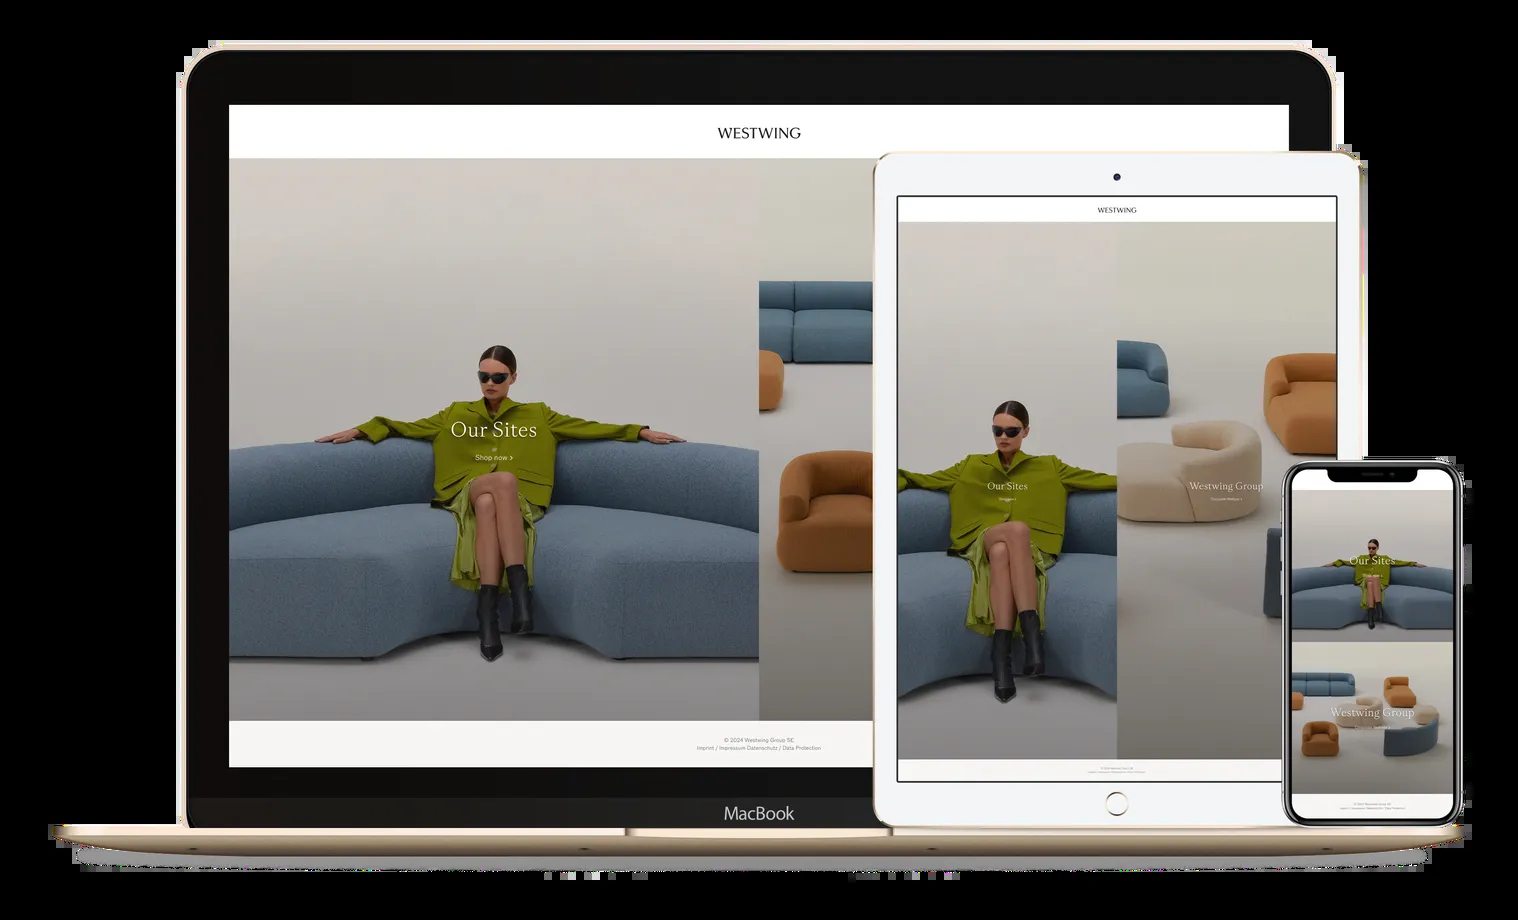 WESTWING
Our Sites
Shop now >
© 2024 Westwing Group SE
Imprint / Impressum Datenschutz / Data Protection
MacBook
WESTWING
Our Sites
Westwing Group
Our Sites
Westwing Group